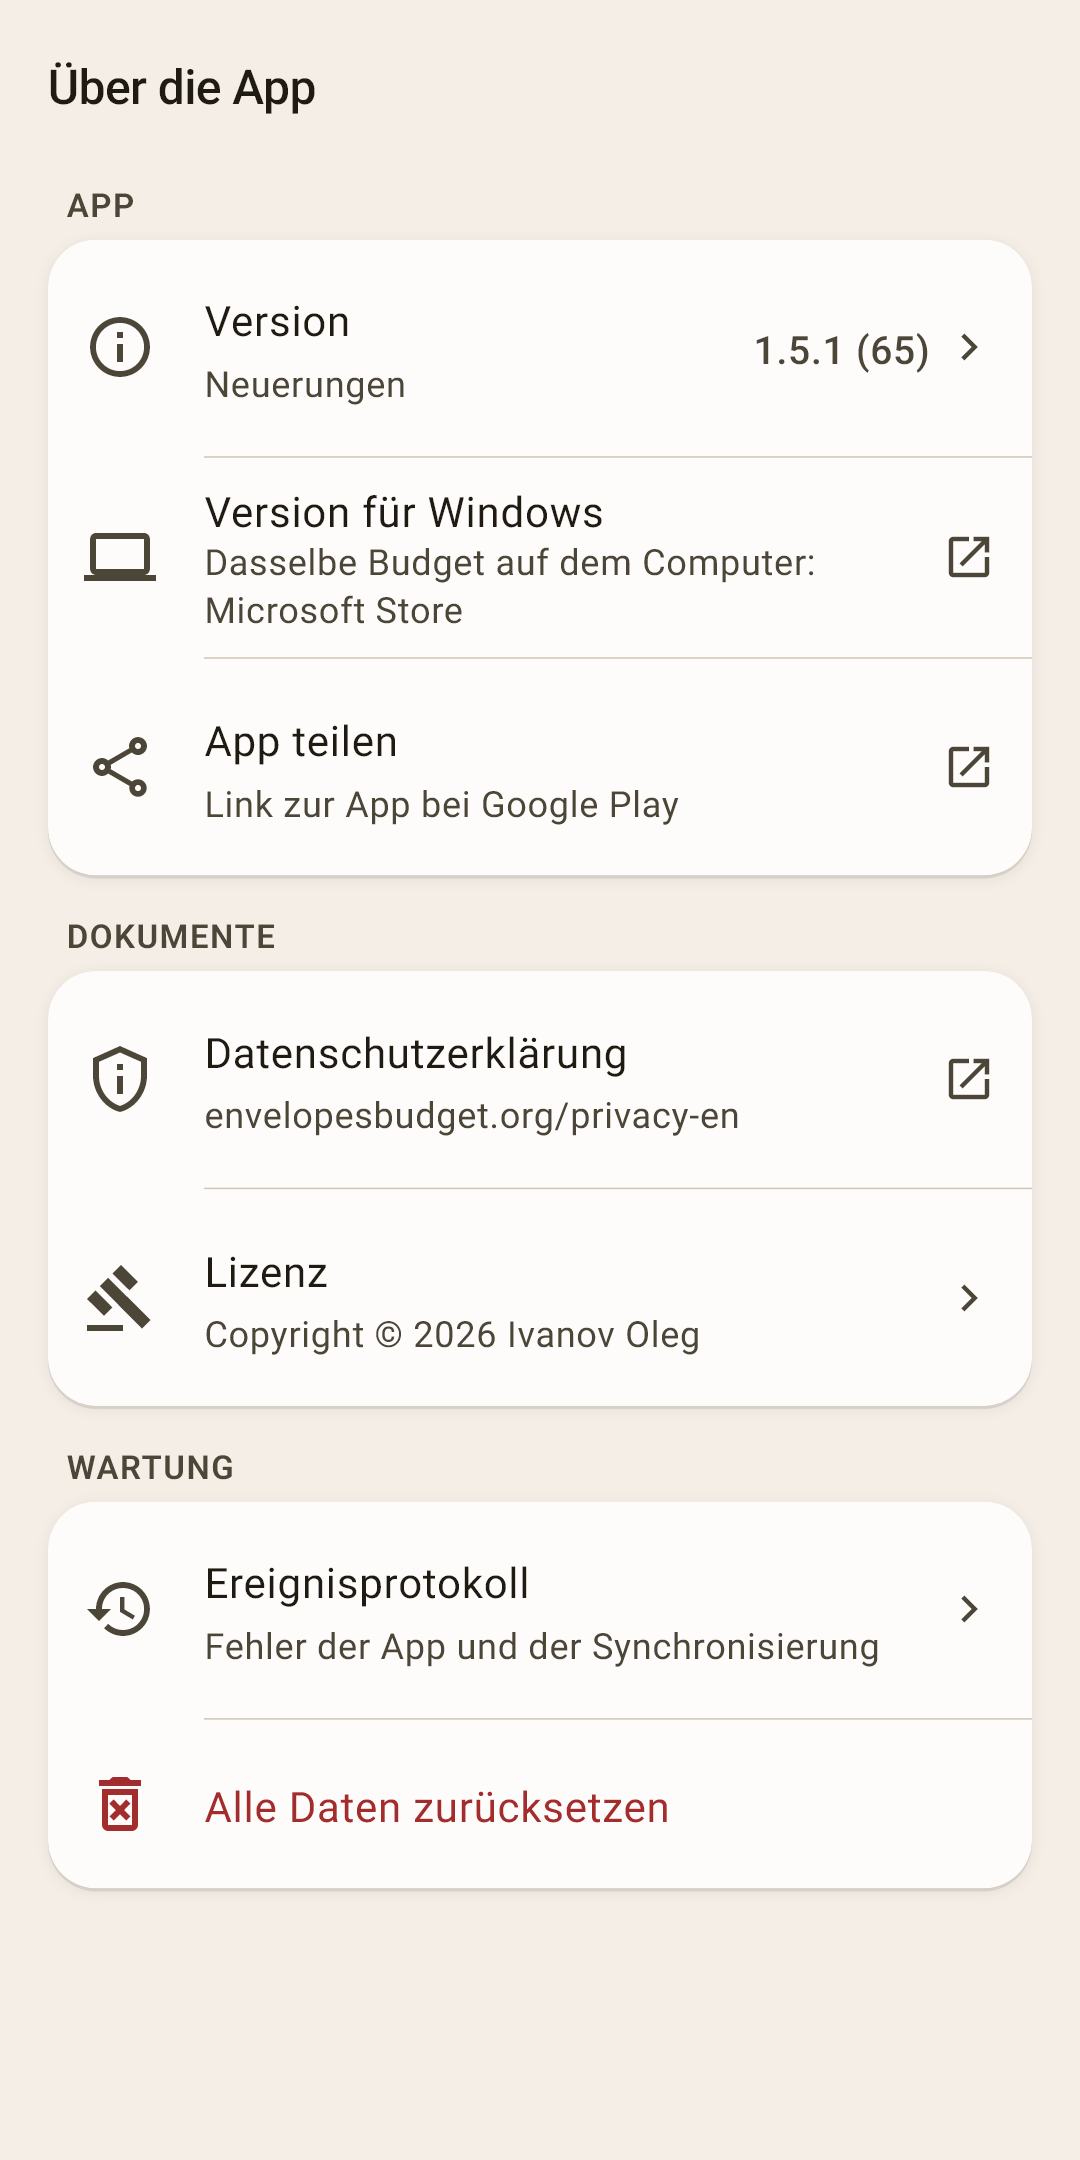 Über die App
APP
Version
Neuerungen
1.5.1 (65)
Version für Windows
Dasselbe Budget auf dem Computer:
Microsoft Store
App teilen
Link zur App bei Google Play
DOKUMENTE
Datenschutzerklärung
envelopesbudget.org/privacy-en
Lizenz
Copyright © 2026 Ivanov Oleg
WARTUNG
Ereignisprotokoll
Fehler der App und der Synchronisierung
Alle Daten zurücksetzen